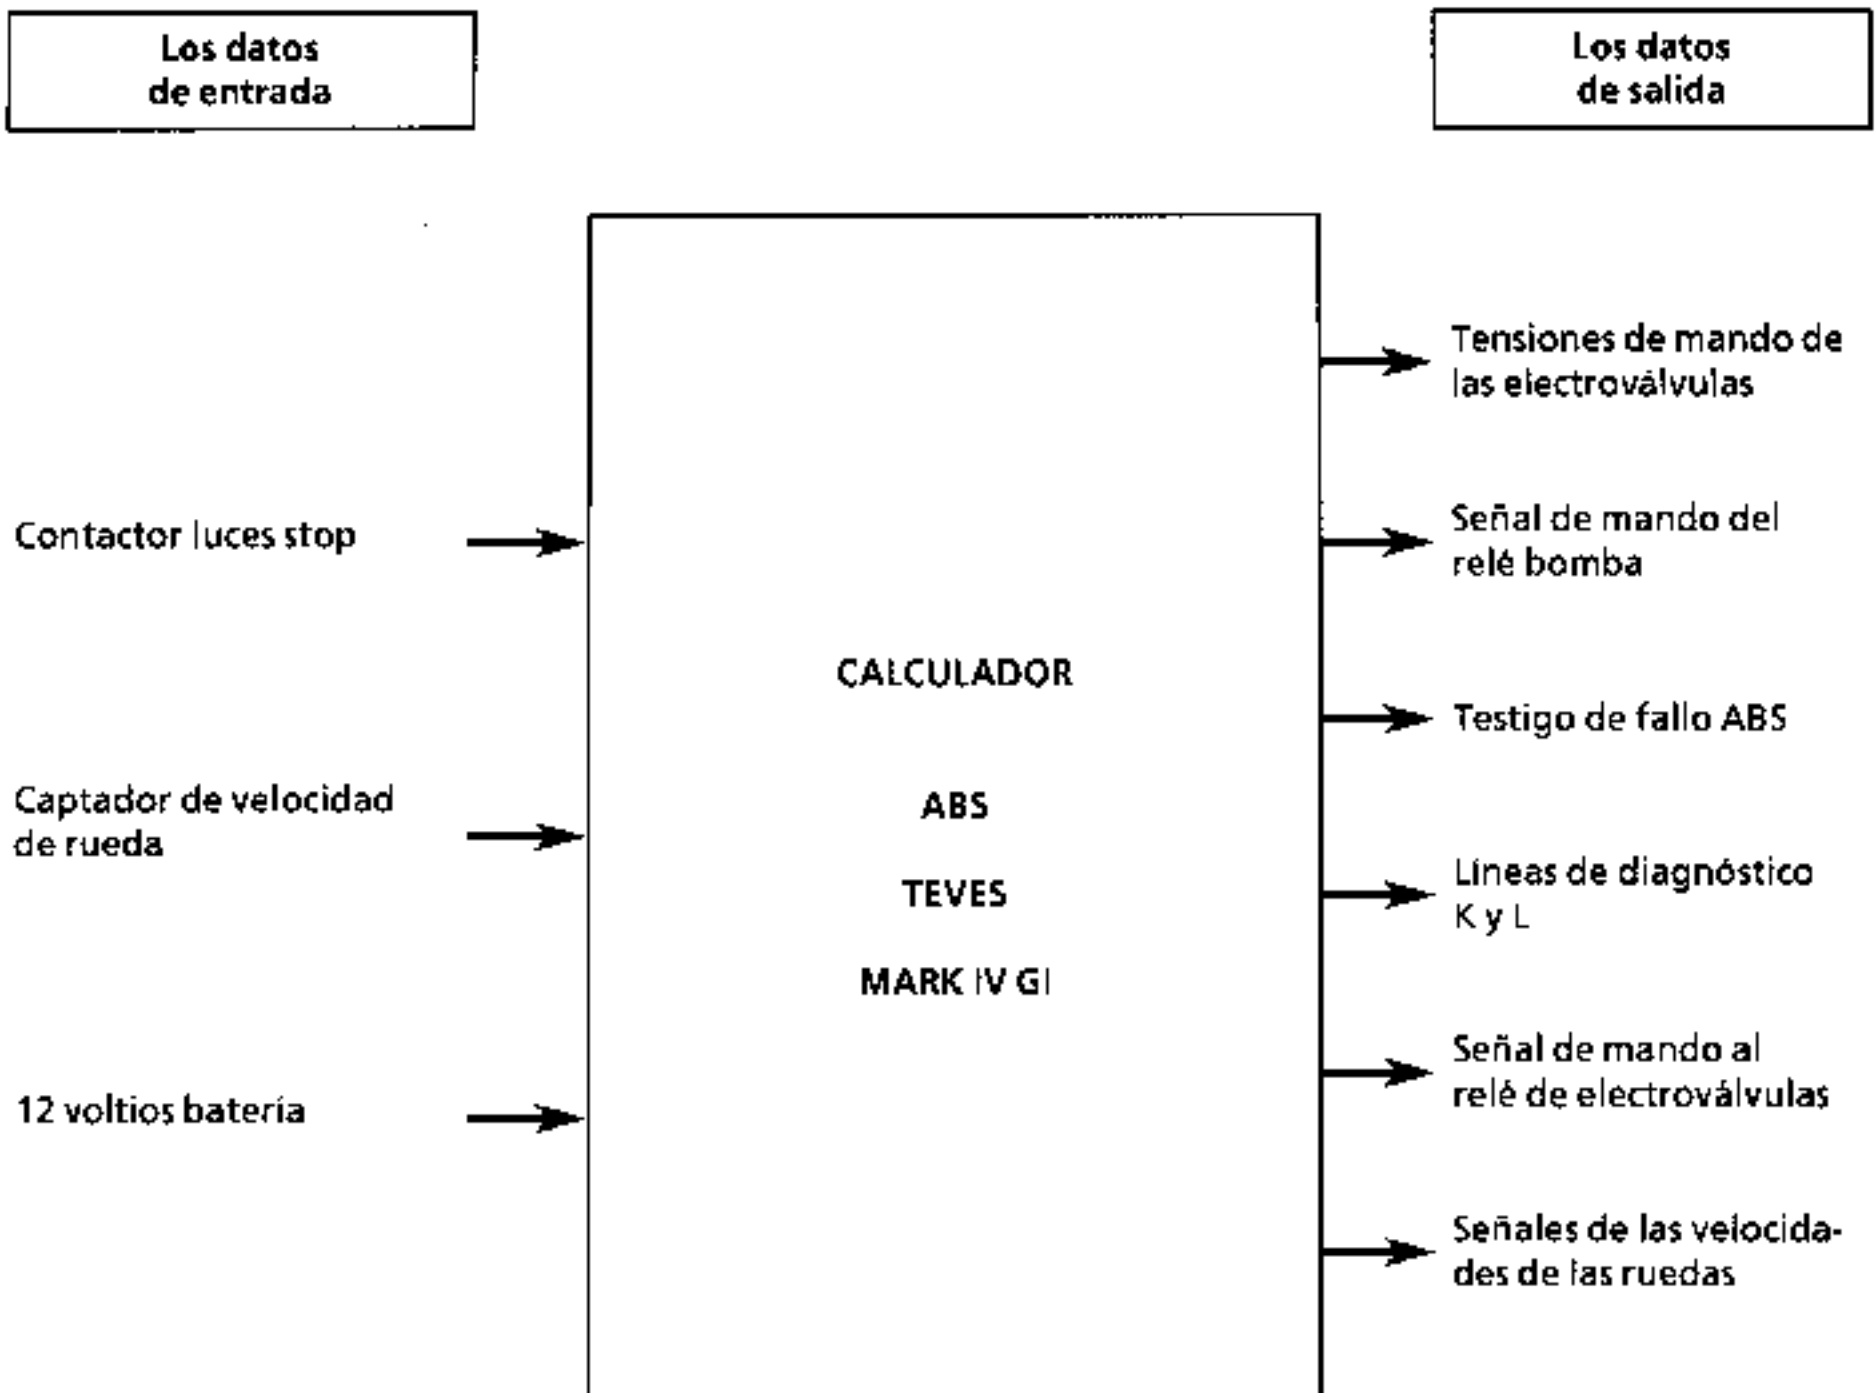 Los datos
de entrada
Los datos
de salida
Contactor luces stop
Captador de velocidad
de rueda
12 voltios batería
CALCULADOR
ABS
TEVES
MARK IV GI
Tensiones de mando de
las electroválvulas
Señal de mando del
relé bomba
Testigo de fallo ABS
Líneas de diagnóstico
K y L
Señal de mando al
relé de electroválvulas
Señales de las velocida-
des de las ruedas